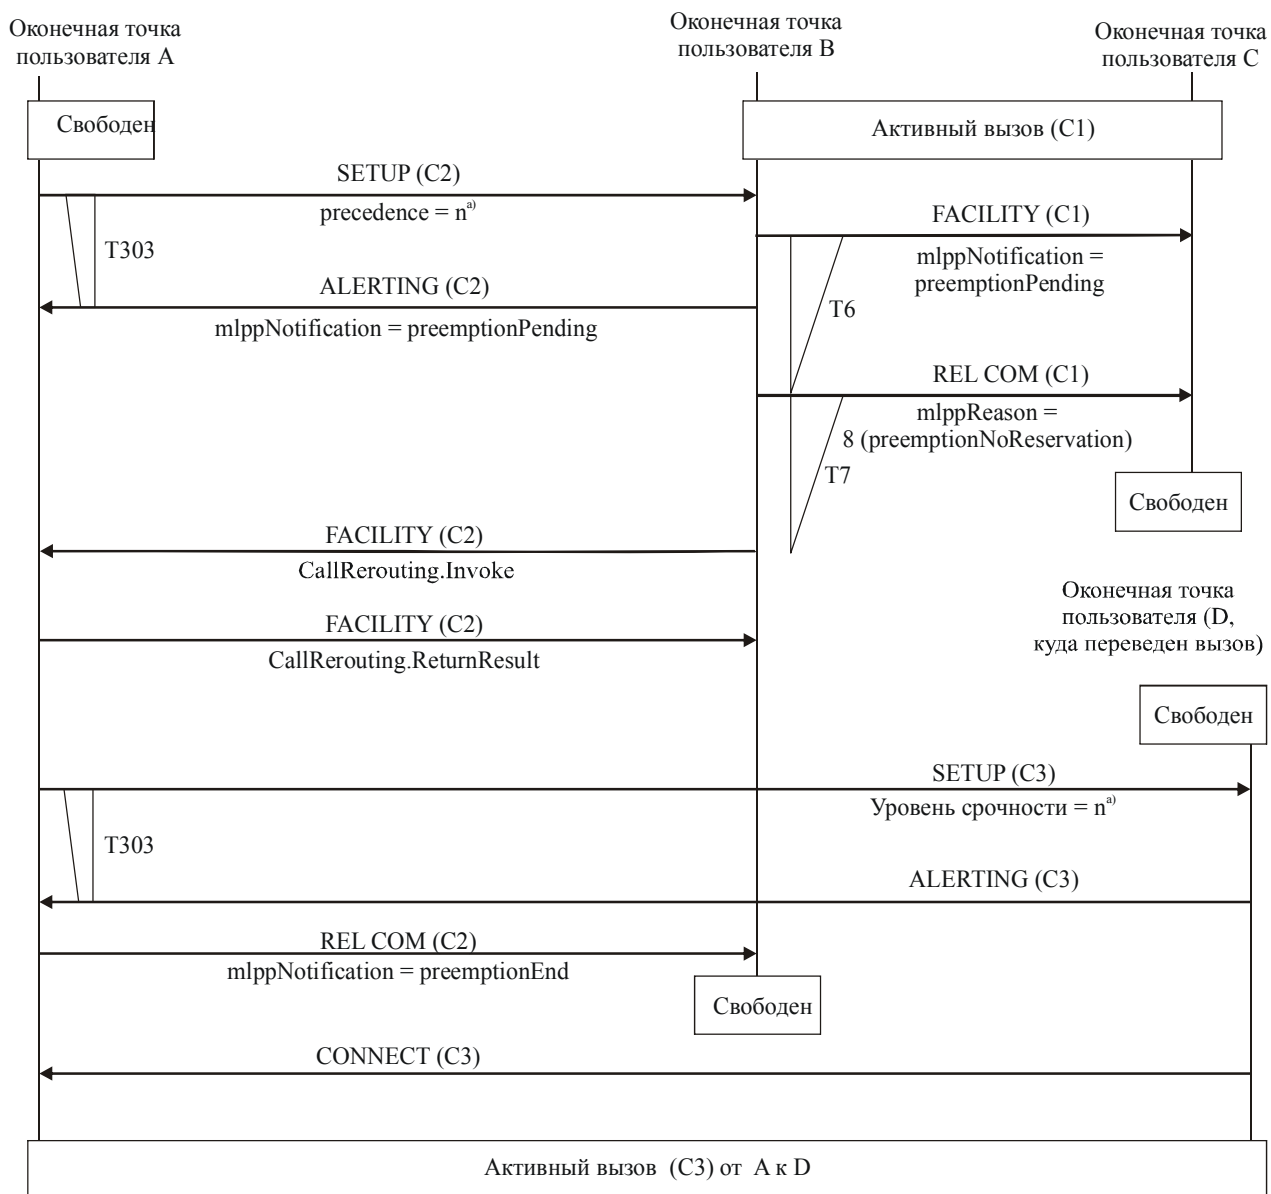 Оконечная точка
пользователя A
Оконечная точка
пользователя B
Оконечная точка
пользователя C
Свободен
Активный вызов (C1)
SETUP (C2)
precedence = nᵃ⁾
T303
FACILITY (C1)
mlppNotification =
preemptionPending
ALERTING (C2)
mlppNotification = preemptionPending
T6
REL COM (C1)
mlppReason =
8 (preemptionNoReservation)
T7
Свободен
FACILITY (C2)
CallRerouting.Invoke
Оконечная точка
пользователя (D,
куда переведен вызов)
FACILITY (C2)
CallRerouting.ReturnResult
Свободен
SETUP (C3)
Уровень срочности = nᵃ⁾
T303
ALERTING (C3)
REL COM (C2)
mlppNotification = preemptionEnd
Свободен
CONNECT (C3)
Активный вызов (C3) от A к D